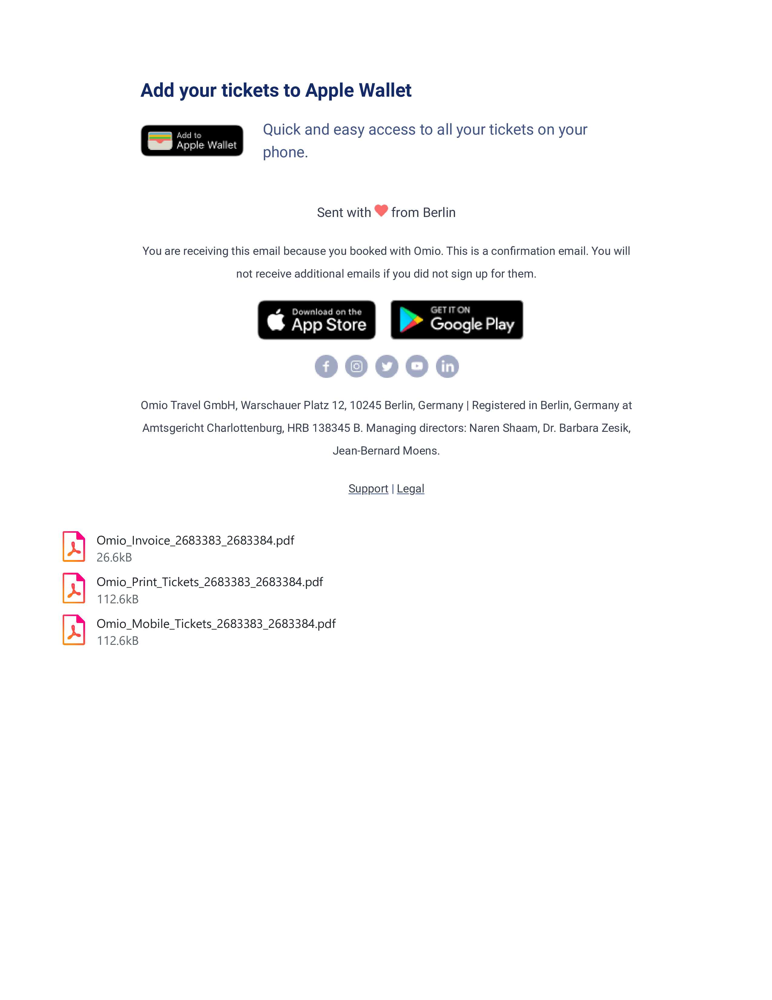 Add your tickets to Apple Wallet
Add to
Apple Wallet
Quick and easy access to all your tickets on your
phone.
Sent with ❤ from Berlin
You are receiving this email because you booked with Omio. This is a confirmation email. You will
not receive additional emails if you did not sign up for them.
Download on the
App Store
GET IT ON
Google Play
Omio Travel GmbH, Warschauer Platz 12, 10245 Berlin, Germany | Registered in Berlin, Germany at
Amtsgericht Charlottenburg, HRB 138345 B. Managing directors: Naren Shaam, Dr. Barbara Zesik,
Jean-Bernard Moens.
Support | Legal
Omio_Invoice_2683383_2683384.pdf
26.6kB
Omio_Print_Tickets_2683383_2683384.pdf
112.6kB
Omio_Mobile_Tickets_2683383_2683384.pdf
112.6kB